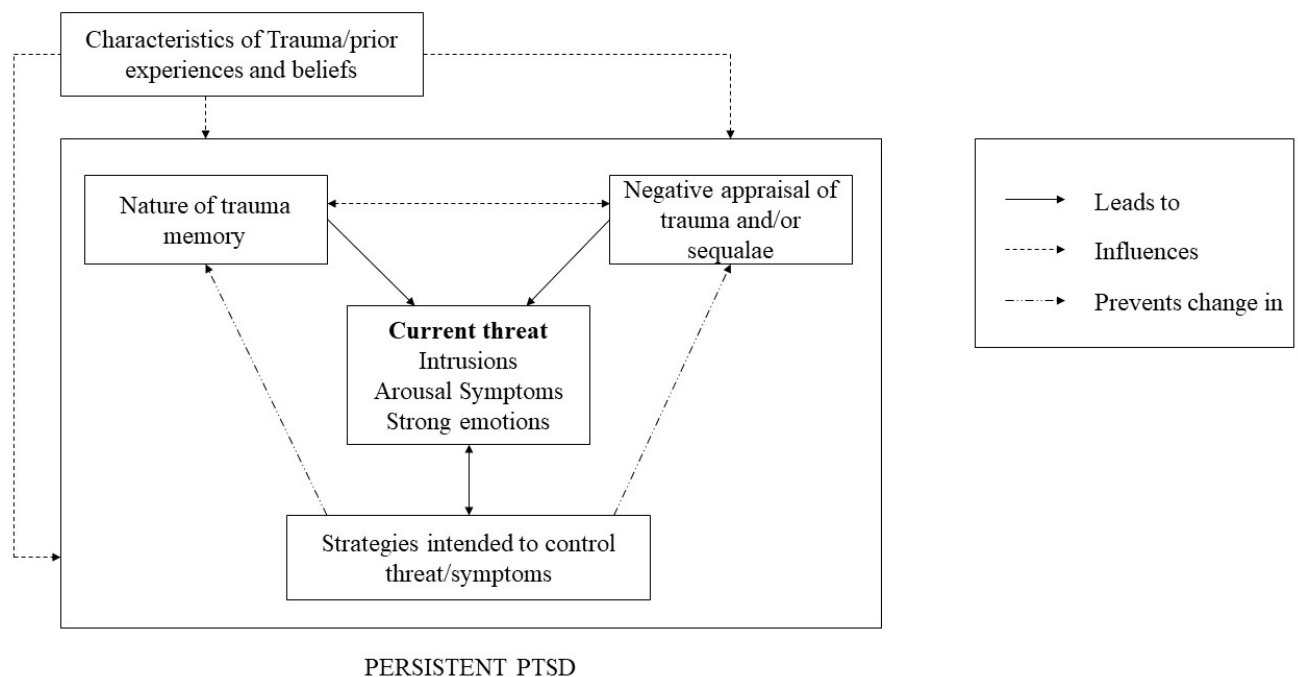 Characteristics of Trauma/prior
experiences and beliefs
Nature of trauma
memory
Negative appraisal of
trauma and/or
sequalae
Current threat
Intrusions
Arousal Symptoms
Strong emotions
Strategies intended to control
threat/symptoms
PERSISTENT PTSD
Leads to
Influences
Prevents change in